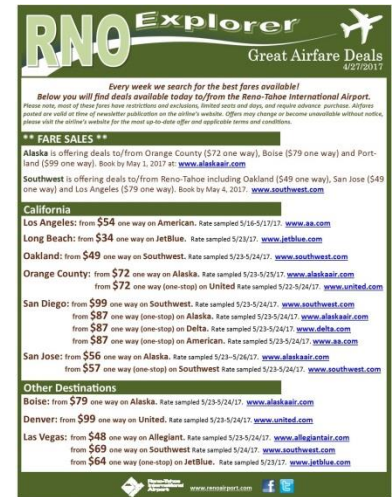 RNO Explorer
Great Airfare Deals
4/27/2017
Every week we search for the best fares available!
Below you will find deals available today to/from the Reno-Tahoe International Airport.
Please note, most of these fares have restrictions and exclusions, limited seats and days, and require advance purchase. Airfares
posted are valid at time of newsletter publication on the airline's website. Offers may change or become unavailable without notice,
please visit the airline's website for the most up-to-date offer and applicable terms and conditions.
** FARE SALES **
Alaska is offering deals to/from Orange County ($72 one way), Boise ($79 one way) and Port-
land ($99 one way). Book by May 1, 2017 at: www.alaskaair.com
Southwest is offering deals to/from Reno-Tahoe including Oakland ($49 one way), San Jose ($49
one way) and Los Angeles ($79 one way). Book by May 4, 2017. www.southwest.com
California
Los Angeles: from $54 one way on American. Rate sampled 5/16-5/17/17. www.aa.com
Long Beach: from $34 one way on JetBlue. Rate sampled 5/23/17. www.jetblue.com
Oakland: from $49 one way on Southwest. Rate sampled 5/23-5/24/17. www.southwest.com
Orange County: from $72 one way on Alaska. Rate sampled 5/23-5/25/17. www.alaskaair.com
from $72 one way (one-stop) on United Rate sampled 5/22-5/24/17. www.united.com
San Diego: from $99 one way on Southwest. Rate sampled 5/23-5/24/17. www.southwest.com
from $87 one way (one-stop) on Alaska. Rate sampled 5/23-5/24/17. www.alaskaair.com
from $87 one way (one-stop) on Delta. Rate sampled 5/23-5/24/17. www.delta.com
from $87 one way (one-stop) on American. Rate sampled 5/23-5/24/17. www.aa.com
San Jose: from $56 one way on Alaska. Rate sampled 5/23-5/26/17. www.alaskaair.com
from $57 one way (one-stop) on Southwest Rate sampled 5/23-5/24/17. www.southwest.com
Other Destinations
Boise: from $79 one way on Alaska. Rate sampled 5/23-5/24/17. www.alaskaair.com
Denver: from $99 one way on United. Rate sampled 5/23-5/24/17. www.united.com
Las Vegas: from $48 one way on Allegiant. Rate sampled 5/23-5/24/17. www.allegiantair.com
from $69 one way on Southwest Rate sampled 5/24/17. www.southwest.com
from $64 one way (one-stop) on JetBlue. Rate sampled 5/23/17. www.jetblue.com
Reno-Tahoe
International
Airport
www.renoairport.com